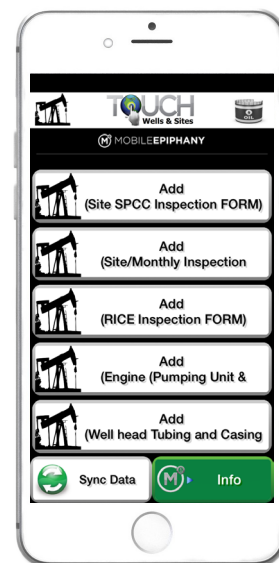 TOUCH
Wells & Sites
OIL
M MOBILEEPIPHANY
Add
(Site SPCC Inspection FORM)
Add
(Site/Monthly Inspection
Add
(RICE Inspection FORM)
Add
(Engine (Pumping Unit &
Add
(Well head Tubing and Casing
Sync Data
M
Info